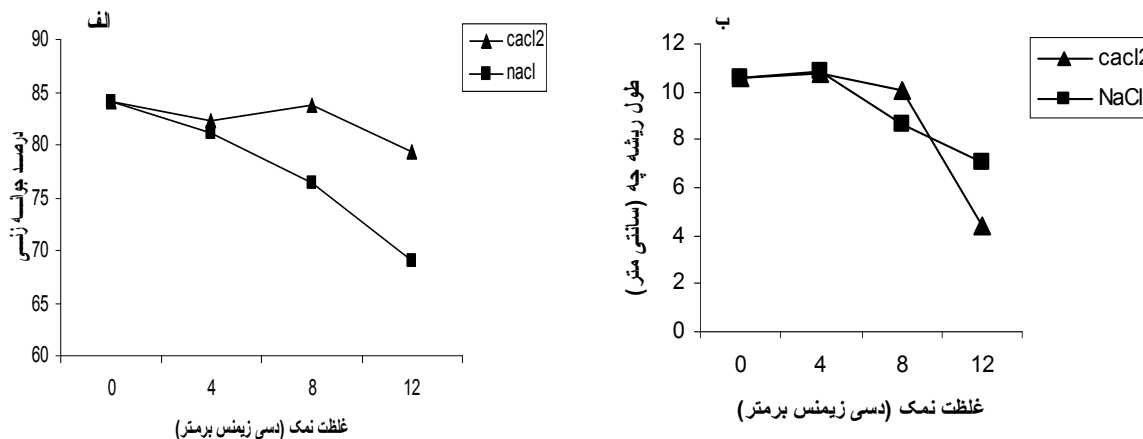 الف
90
85
80
75
70
65
60
درصد جوانه زنی
0 4 8 12
غلظت نمک (دسی زیمنس برمتر)
cacl2
nacl
ب
12
10
8
6
4
2
0
طول ریشه چه (سانتی متر)
0 4 8 12
غلظت نمک (دسی زیمنس برمتر)
cacl2
NaCl